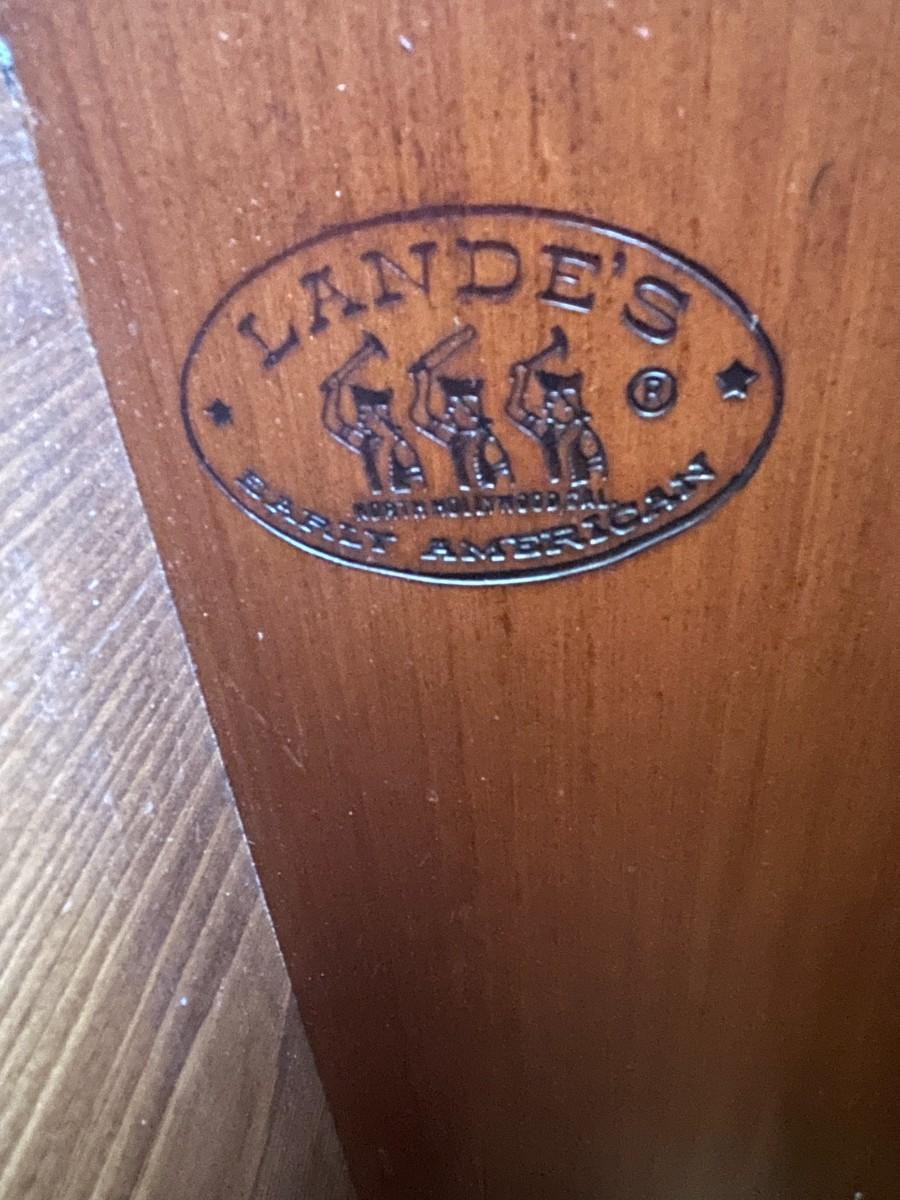 LANDE'S
®
NORTH HOLLYWOOD, CAL.
EARLY AMERICAN